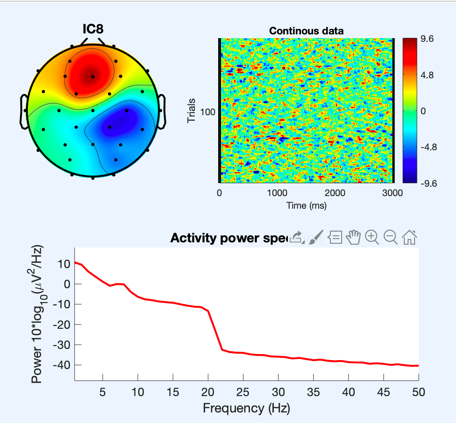 IC8
Continous data
Trials
100
9.6
4.8
0
-4.8
-9.6
0 1000 2000 3000
Time (ms)
Activity power spec
Power 10*log10(μV2/Hz)
10
0
-10
-20
-30
-40
5 10 15 20 25 30 35 40 45 50
Frequency (Hz)